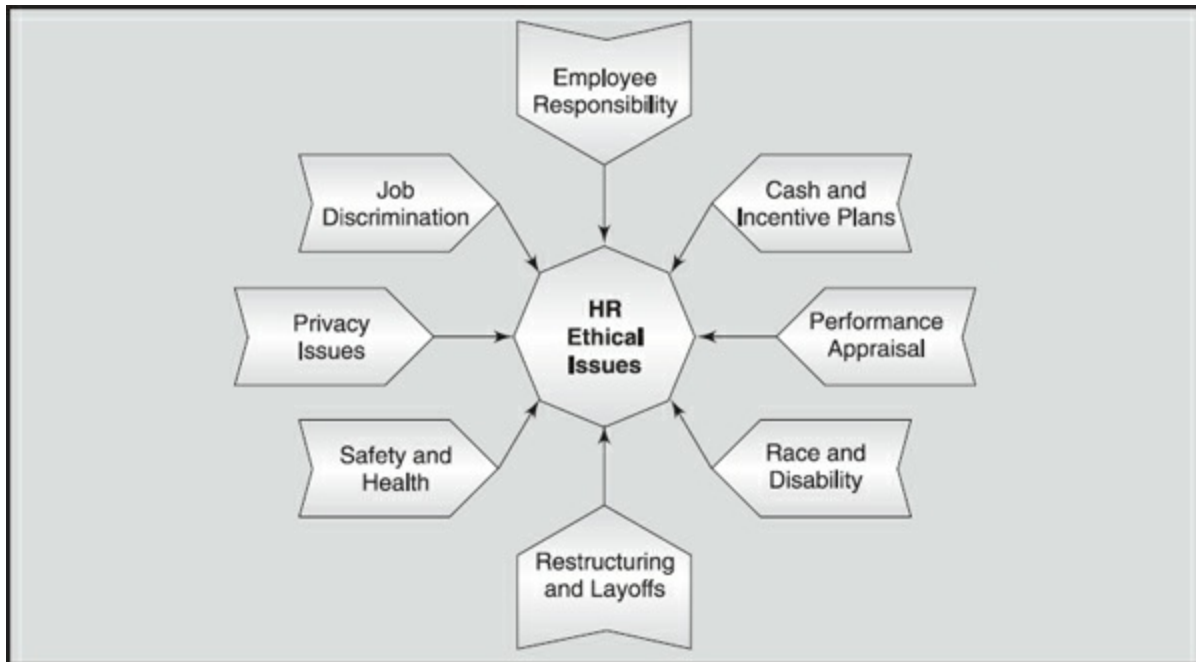 Employee
Responsibility
Job
Discrimination
Cash and
Incentive Plans
Privacy
Issues
HR
Ethical
Issues
Performance
Appraisal
Safety and
Health
Race and
Disability
Restructuring
and Layoffs